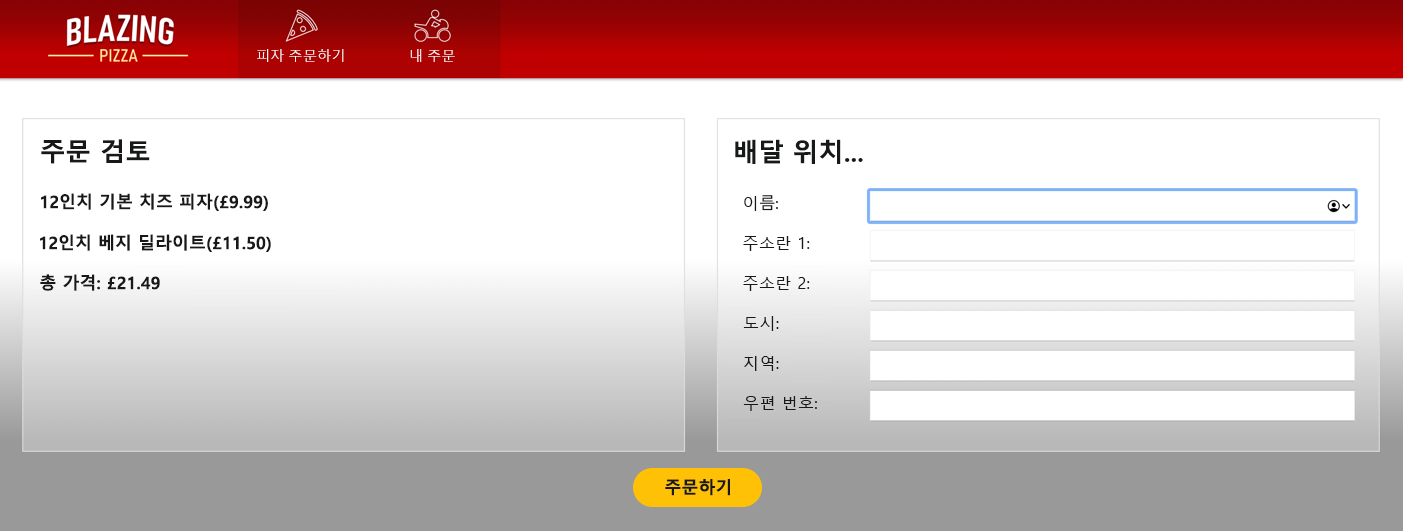 BLAZING
PIZZA
피자 주문하기
내 주문
주문 검토
12인치 기본 치즈 피자(£9.99)
12인치 베지 딜라이트(£11.50)
총 가격: £21.49
배달 위치...
이름:
주소란 1:
주소란 2:
도시:
지역:
우편 번호:
주문하기